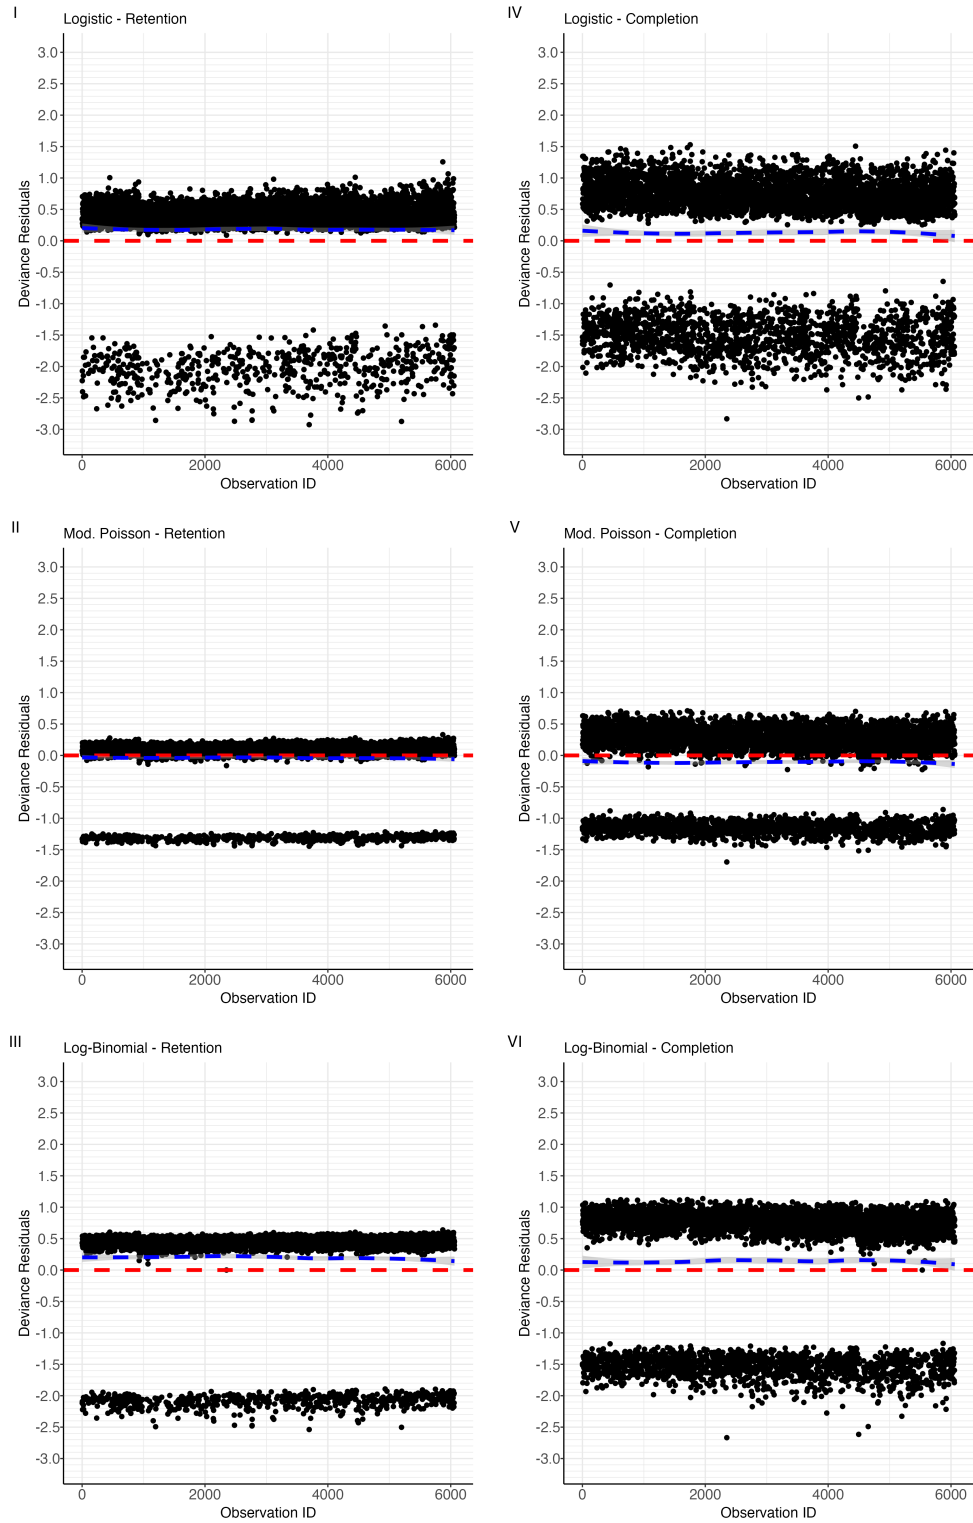 I
Logistic - Retention
3.0
2.5
2.0
1.5
1.0
0.5
0.0
-0.5
-1.0
-1.5
-2.0
-2.5
-3.0
Deviance Residuals
0 2000 4000 6000
Observation ID
IV
Logistic - Completion
3.0
2.5
2.0
1.5
1.0
0.5
0.0
-0.5
-1.0
-1.5
-2.0
-2.5
-3.0
Deviance Residuals
0 2000 4000 6000
Observation ID
II
Mod. Poisson - Retention
3.0
2.5
2.0
1.5
1.0
0.5
0.0
-0.5
-1.0
-1.5
-2.0
-2.5
-3.0
Deviance Residuals
0 2000 4000 6000
Observation ID
V
Mod. Poisson - Completion
3.0
2.5
2.0
1.5
1.0
0.5
0.0
-0.5
-1.0
-1.5
-2.0
-2.5
-3.0
Deviance Residuals
0 2000 4000 6000
Observation ID
III
Log-Binomial - Retention
3.0
2.5
2.0
1.5
1.0
0.5
0.0
-0.5
-1.0
-1.5
-2.0
-2.5
-3.0
Deviance Residuals
0 2000 4000 6000
Observation ID
VI
Log-Binomial - Completion
3.0
2.5
2.0
1.5
1.0
0.5
0.0
-0.5
-1.0
-1.5
-2.0
-2.5
-3.0
Deviance Residuals
0 2000 4000 6000
Observation ID